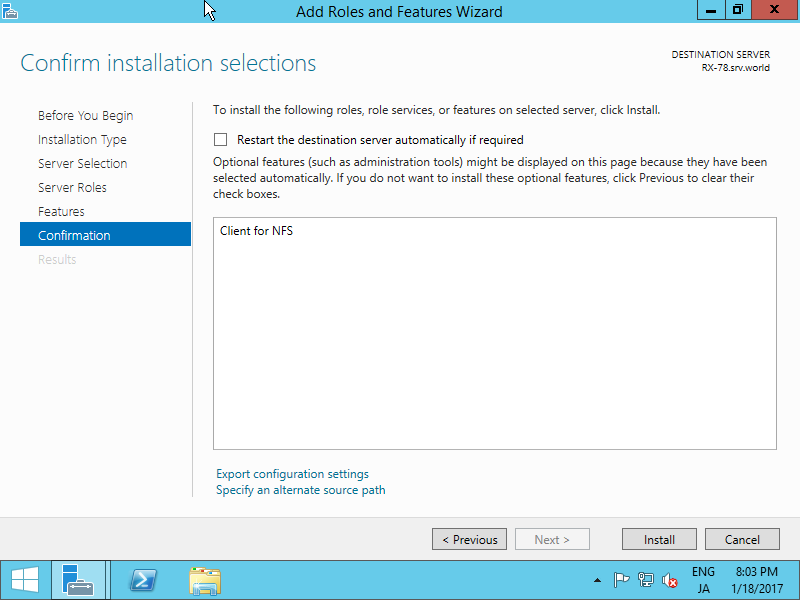 Add Roles and Features Wizard
Confirm installation selections
DESTINATION SERVER
RX-78.srv.world
Before You Begin
Installation Type
Server Selection
Server Roles
Features
Confirmation
Results
To install the following roles, role services, or features on selected server, click Install.
Restart the destination server automatically if required
Optional features (such as administration tools) might be displayed on this page because they have been
selected automatically. If you do not want to install these optional features, click Previous to clear their
check boxes.
Client for NFS
Export configuration settings
Specify an alternate source path
< Previous
Next >
Install
Cancel
ENG
JA
8:03 PM
1/18/2017